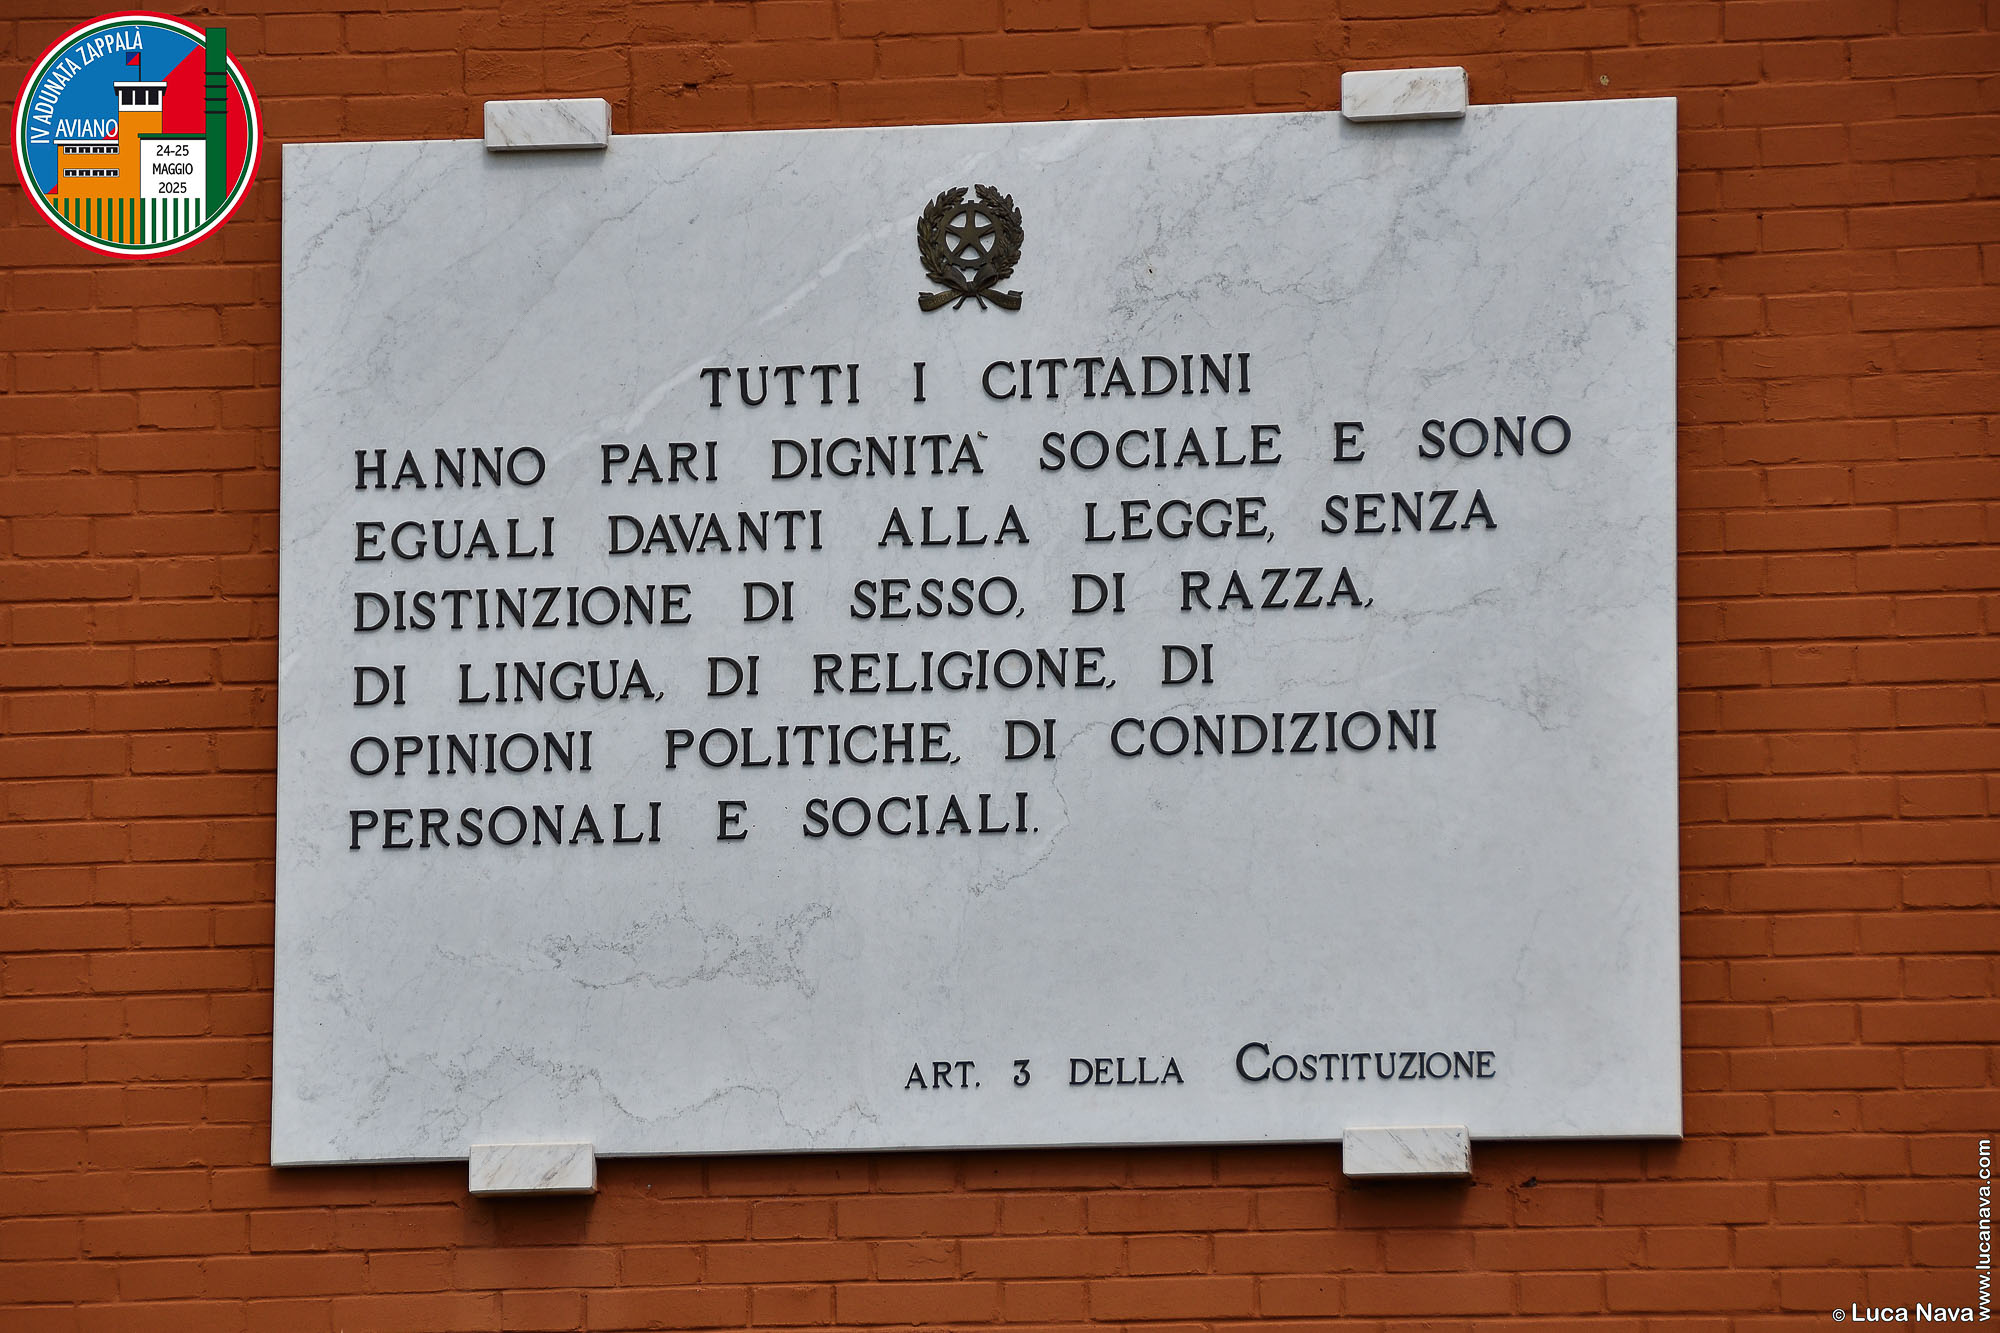 IV ADUNATA ZAPPALÀ
AVIANO
24-25
MAGGIO
2025
TUTTI I CITTADINI
HANNO PARI DIGNITA` SOCIALE E SONO
EGUALI DAVANTI ALLA LEGGE, SENZA
DISTINZIONE DI SESSO, DI RAZZA,
DI LINGUA, DI RELIGIONE, DI
OPINIONI POLITICHE, DI CONDIZIONI
PERSONALI E SOCIALI.
ART. 3 DELLA COSTITUZIONE
© Luca Nava
www.lucanava.com